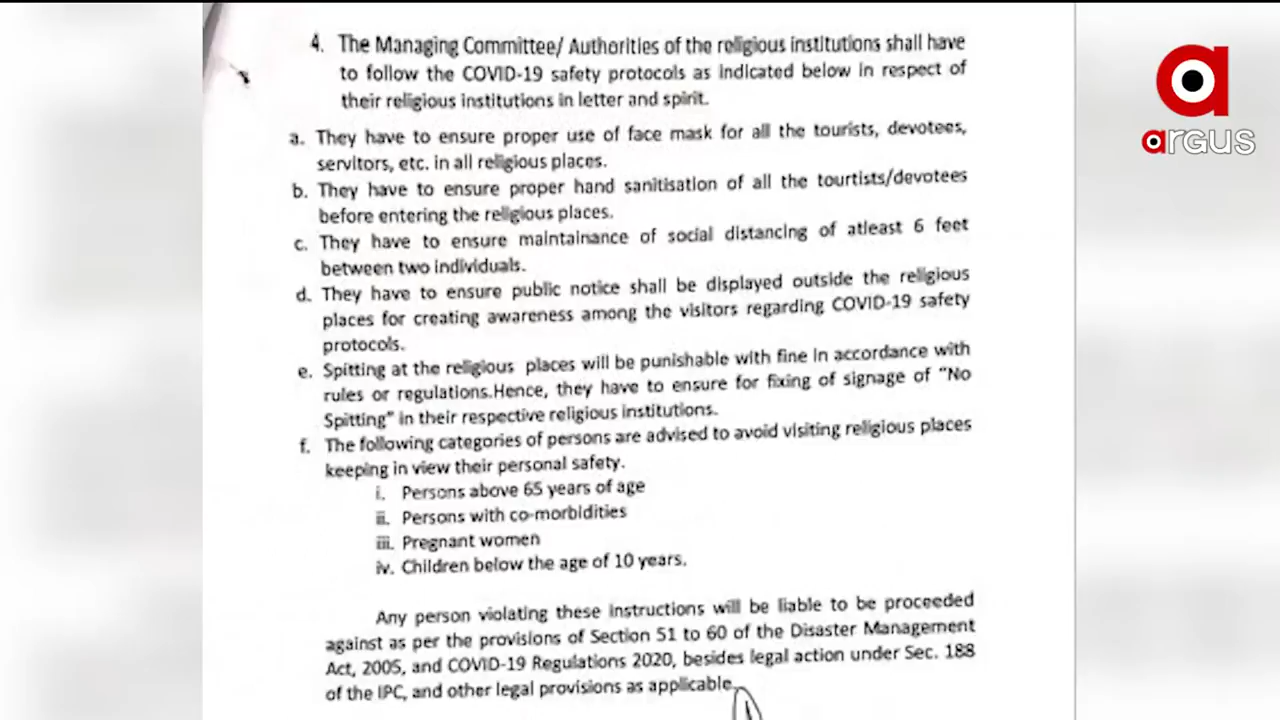 4. The Managing Committee/ Authorities of the religious institutions shall have
to follow the COVID-19 safety protocols as indicated below in respect of
their religious institutions in letter and spirit.
a. They have to ensure proper use of face mask for all the tourists, devotees,
servitors, etc. in all religious places.
b. They have to ensure proper hand sanitisation of all the tourtists/devotees
before entering the religious places.
c. They have to ensure maintainance of social distancing of atleast 6 feet
between two individuals.
d. They have to ensure public notice shall be displayed outside the religious
places for creating awareness among the visitors regarding COVID-19 safety
protocols.
e. Spitting at the religious places will be punishable with fine in accordance with
rules or regulations.Hence, they have to ensure for fixing of signage of "No
Spitting" in their respective religious institutions.
f. The following categories of persons are advised to avoid visiting religious places
keeping in view their personal safety.
i. Persons above 65 years of age
ii. Persons with co-morbidities
iii. Pregnant women
iv. Children below the age of 10 years.
Any person violating these instructions will be liable to be proceeded
against as per the provisions of Section 51 to 60 of the Disaster Management
Act, 2005, and COVID-19 Regulations 2020, besides legal action under Sec. 188
of the IPC, and other legal provisions as applicable.
argus